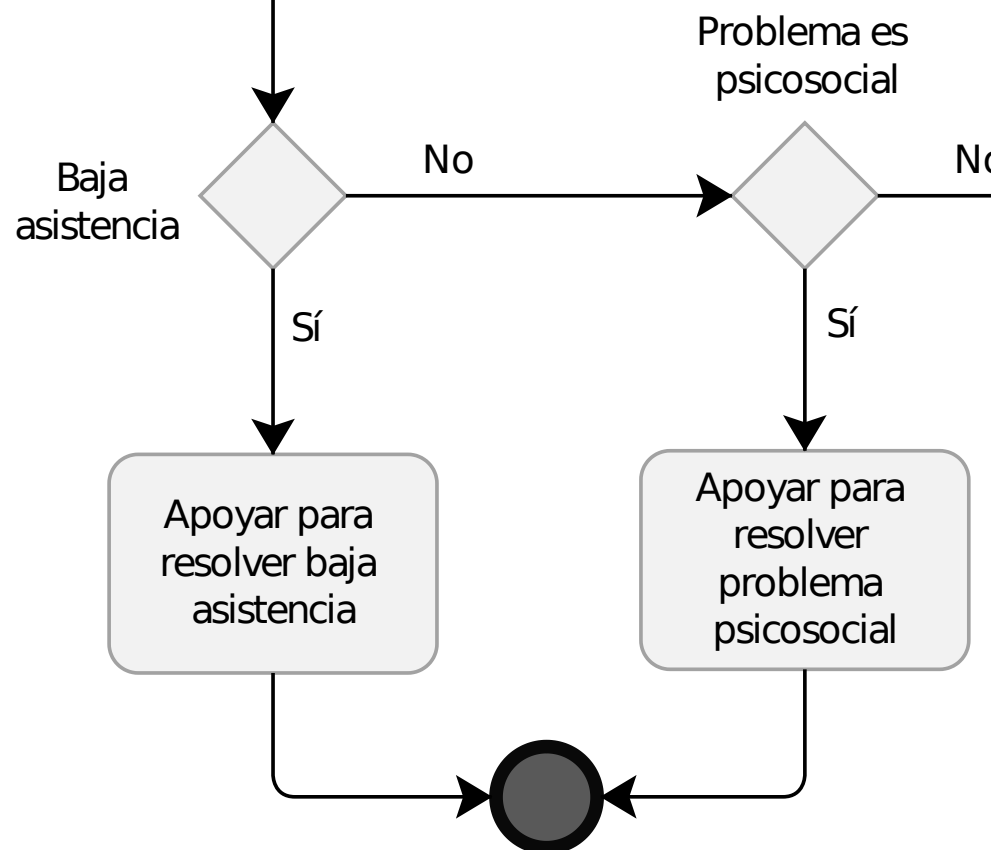 Problema es
psicosocial
No
Baja
asistencia
Sí
Sí
Apoyar para
resolver baja
asistencia
Apoyar para
resolver
problema
psicosocial